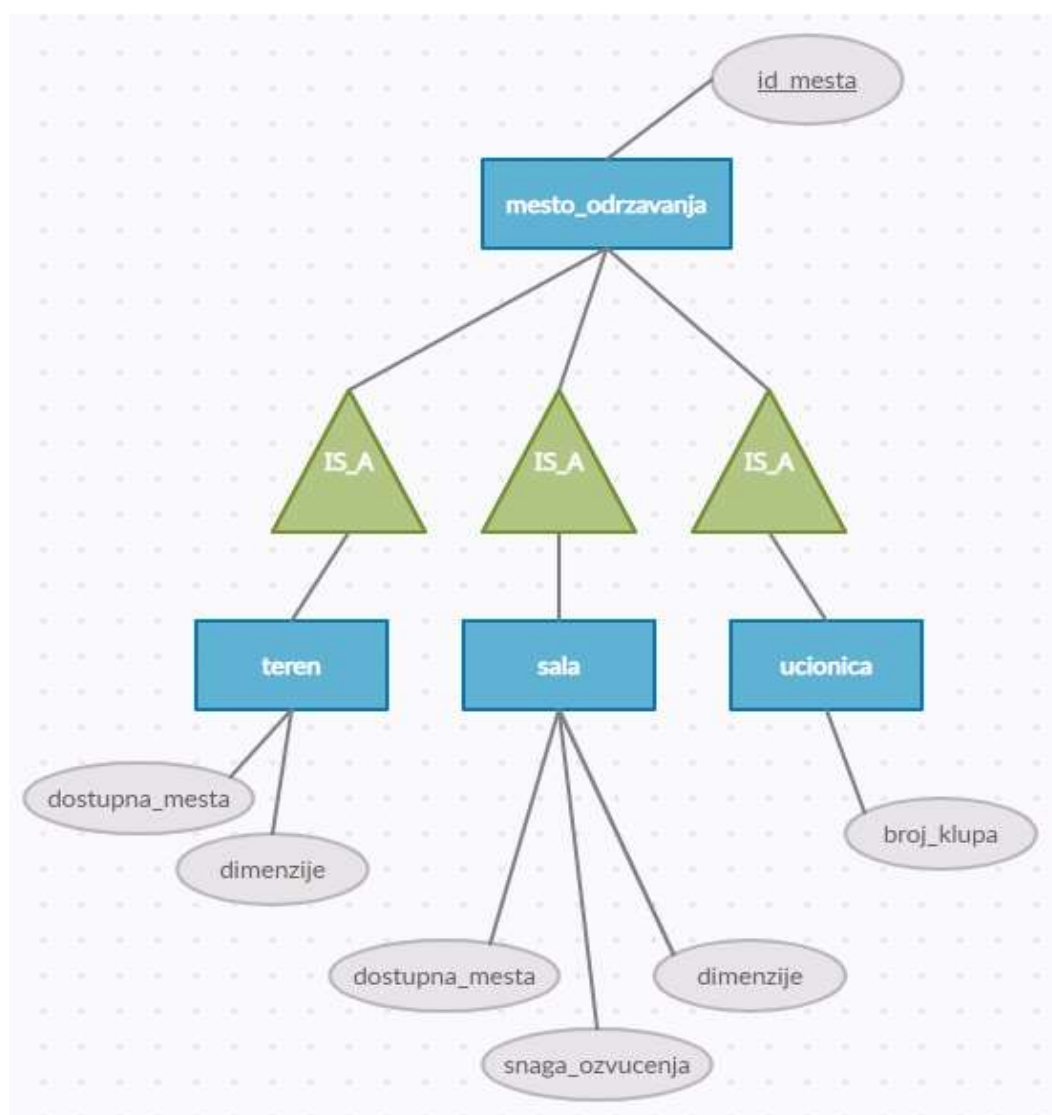 id_mesta
mesto_odrzavanja
IS_A
IS_A
IS_A
teren
sala
ucionica
dostupna_mesta
dimenzije
broj_klupa
dostupna_mesta
dimenzije
snaga_ozvucenja